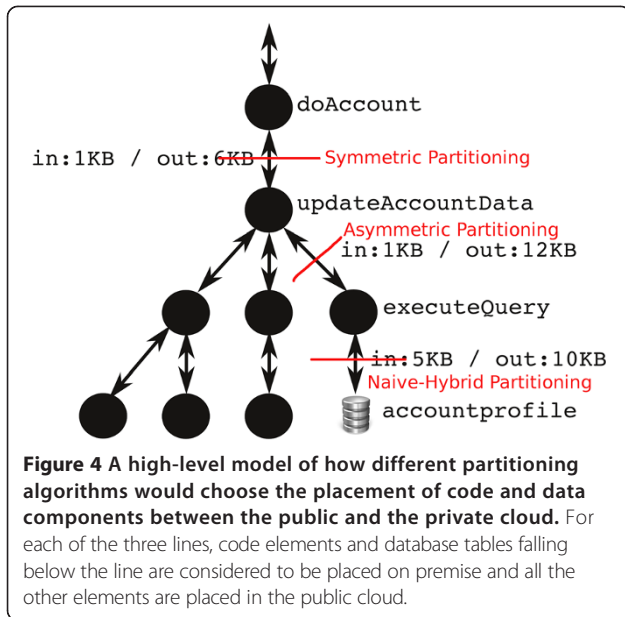 doAccount
in:1KB / out:6KB
Symmetric Partitioning
updateAccountData
Asymmetric Partitioning
in:1KB / out:12KB
executeQuery
in:5KB / out:10KB
Naive-Hybrid Partitioning
accountprofile
Figure 4 A high-level model of how different partitioning
algorithms would choose the placement of code and data
components between the public and the private cloud. For
each of the three lines, code elements and database tables falling
below the line are considered to be placed on premise and all the
other elements are placed in the public cloud.